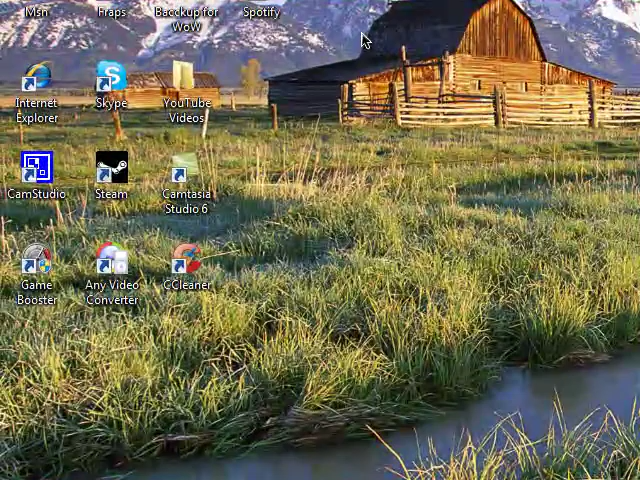 Msn
Fraps
Bacckup for
WoW
Spotify
Internet
Explorer
Skype
YouTube
Videos
CamStudio
Steam
Camtasia
Studio 6
Game
Booster
Any Video
Converter
CCleaner